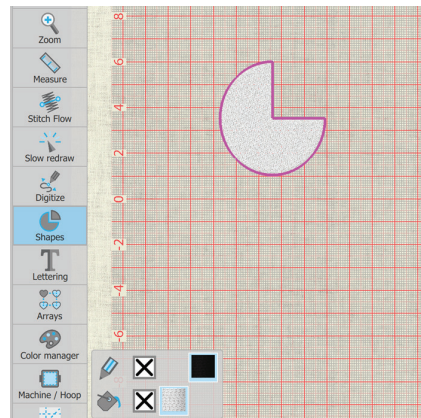 Zoom
Measure
Stitch Flow
Slow redraw
Digitize
Shapes
Lettering
Arrays
Color manager
Machine / Hoop
8
6
4
2
0
-2
-4
-6